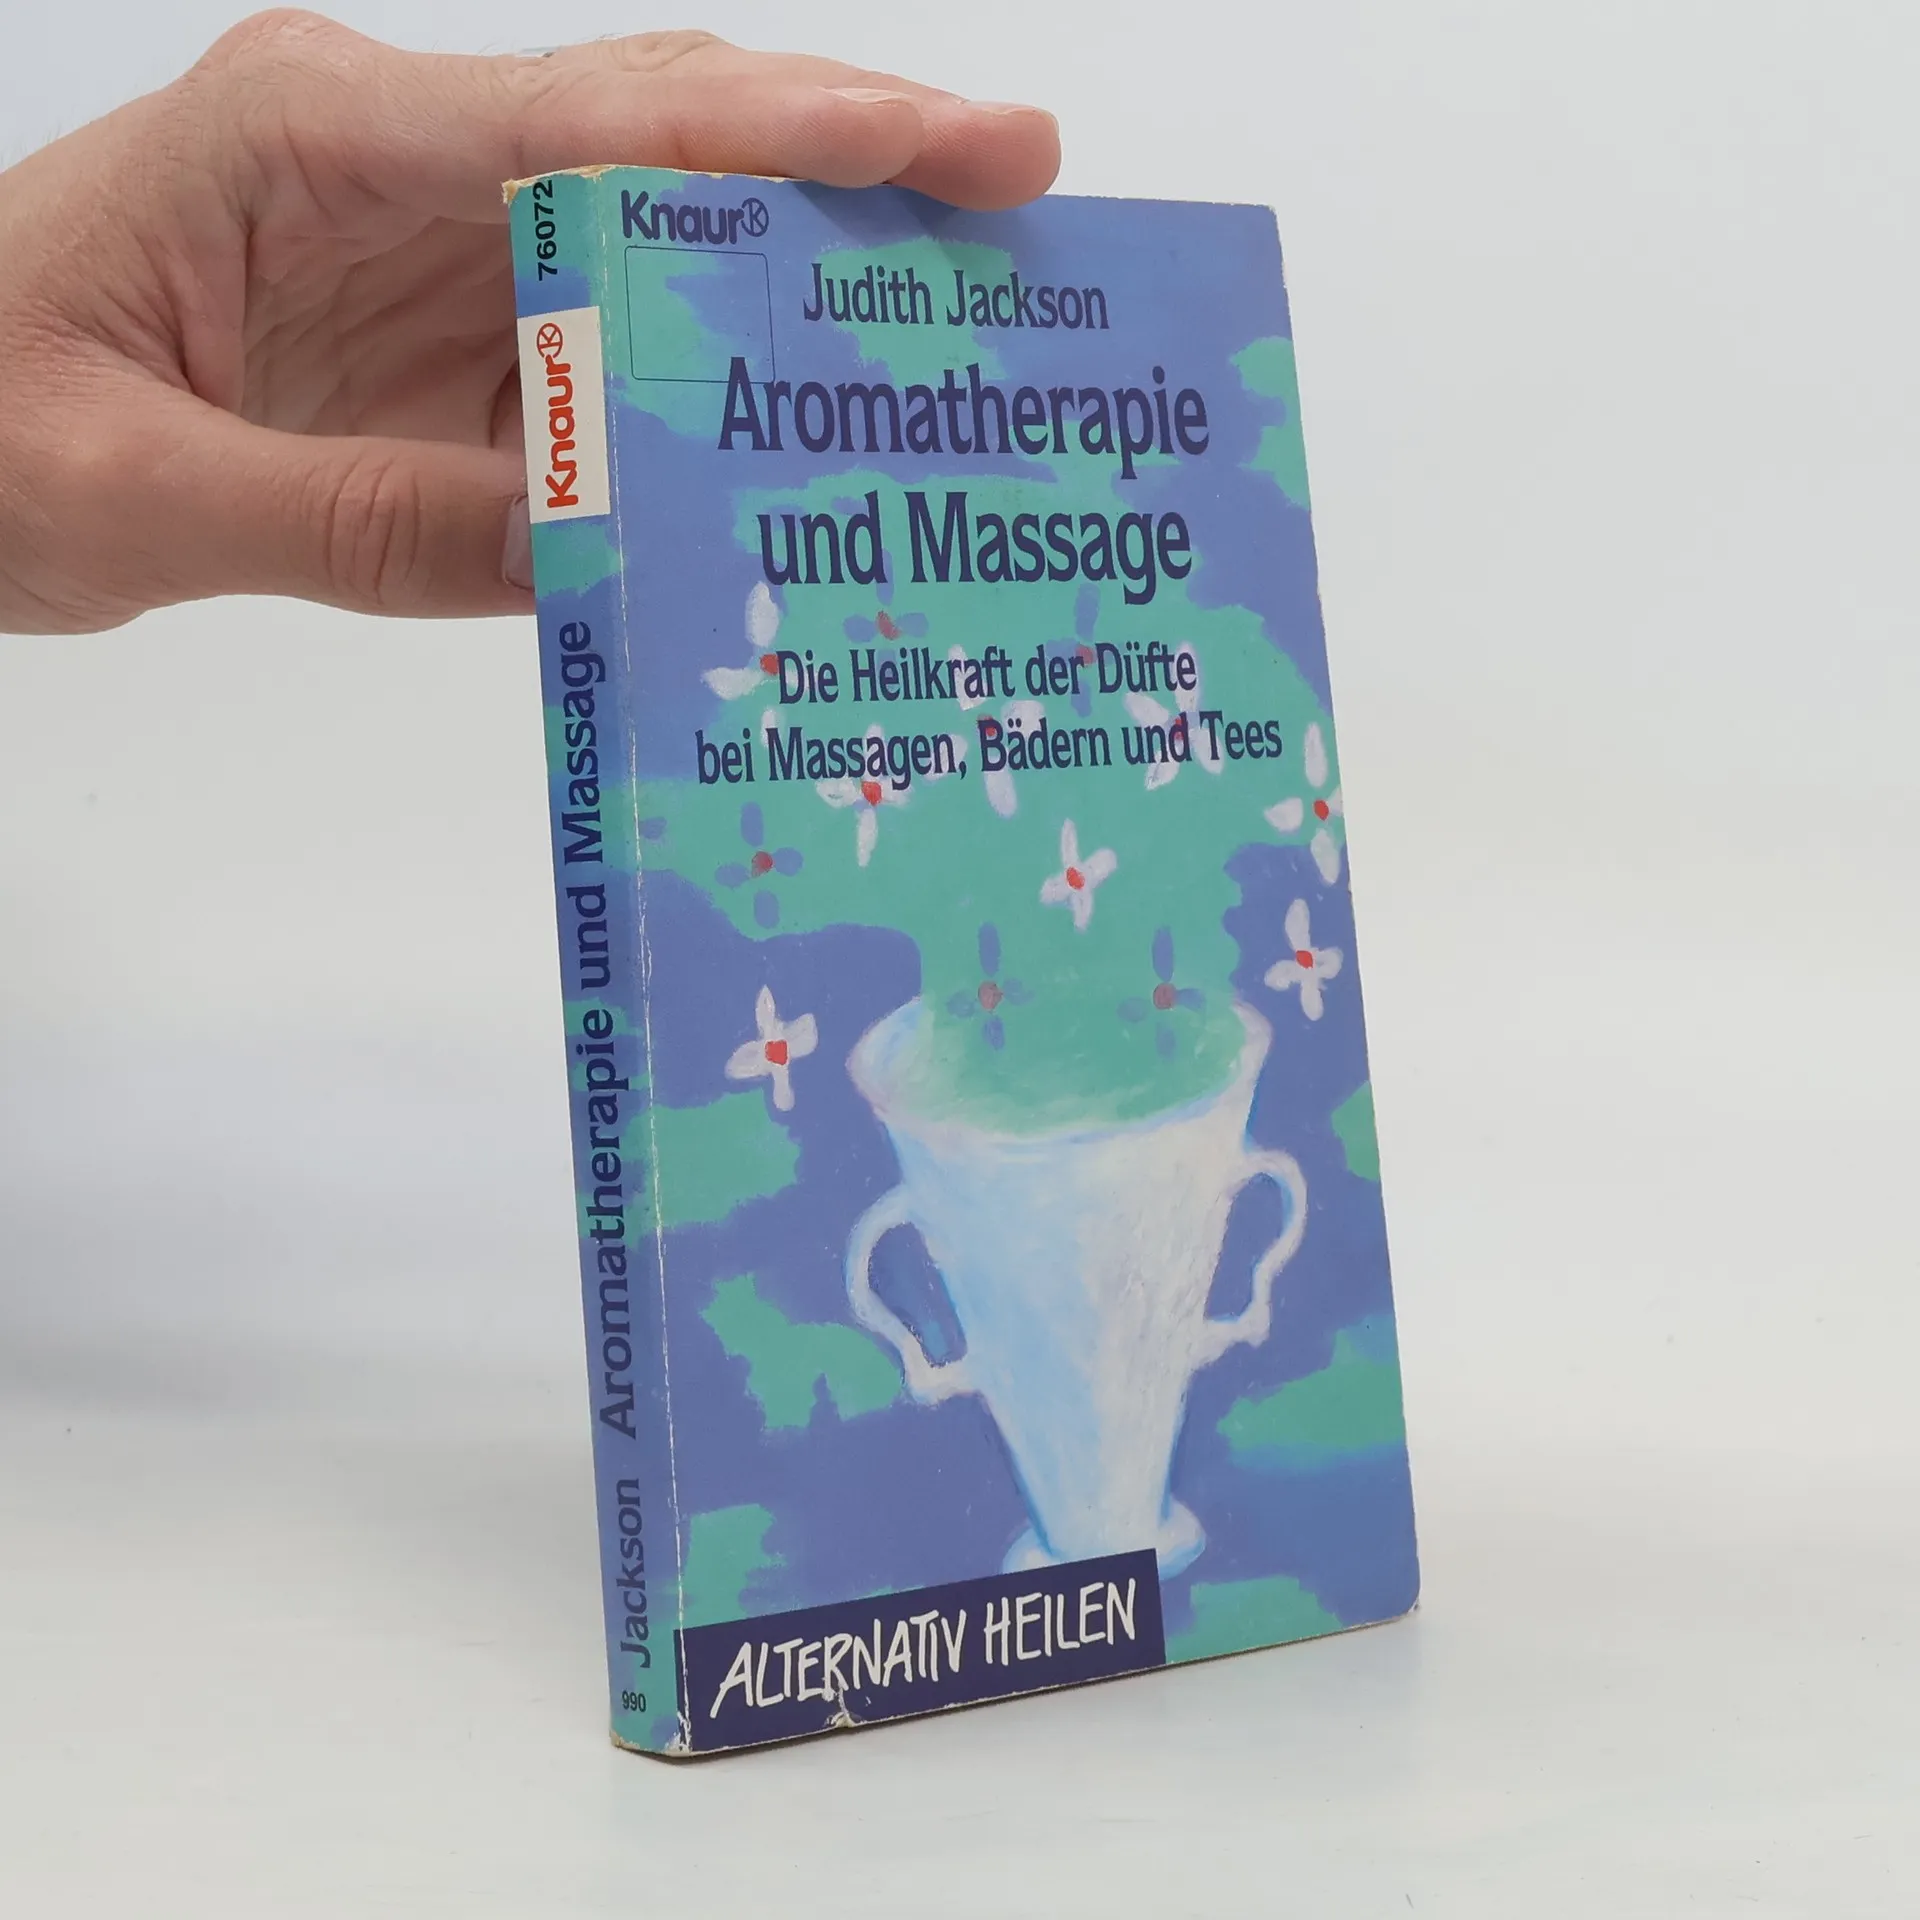 Knaur
Judith Jackson
Aromatherapie
und Massage
Die Heilkraft der Düfte
bei Massagen, Bädern und Tees
ALTERNATIV HEILEN
76072
Knaur
Jackson Aromatherapie und Massage
990